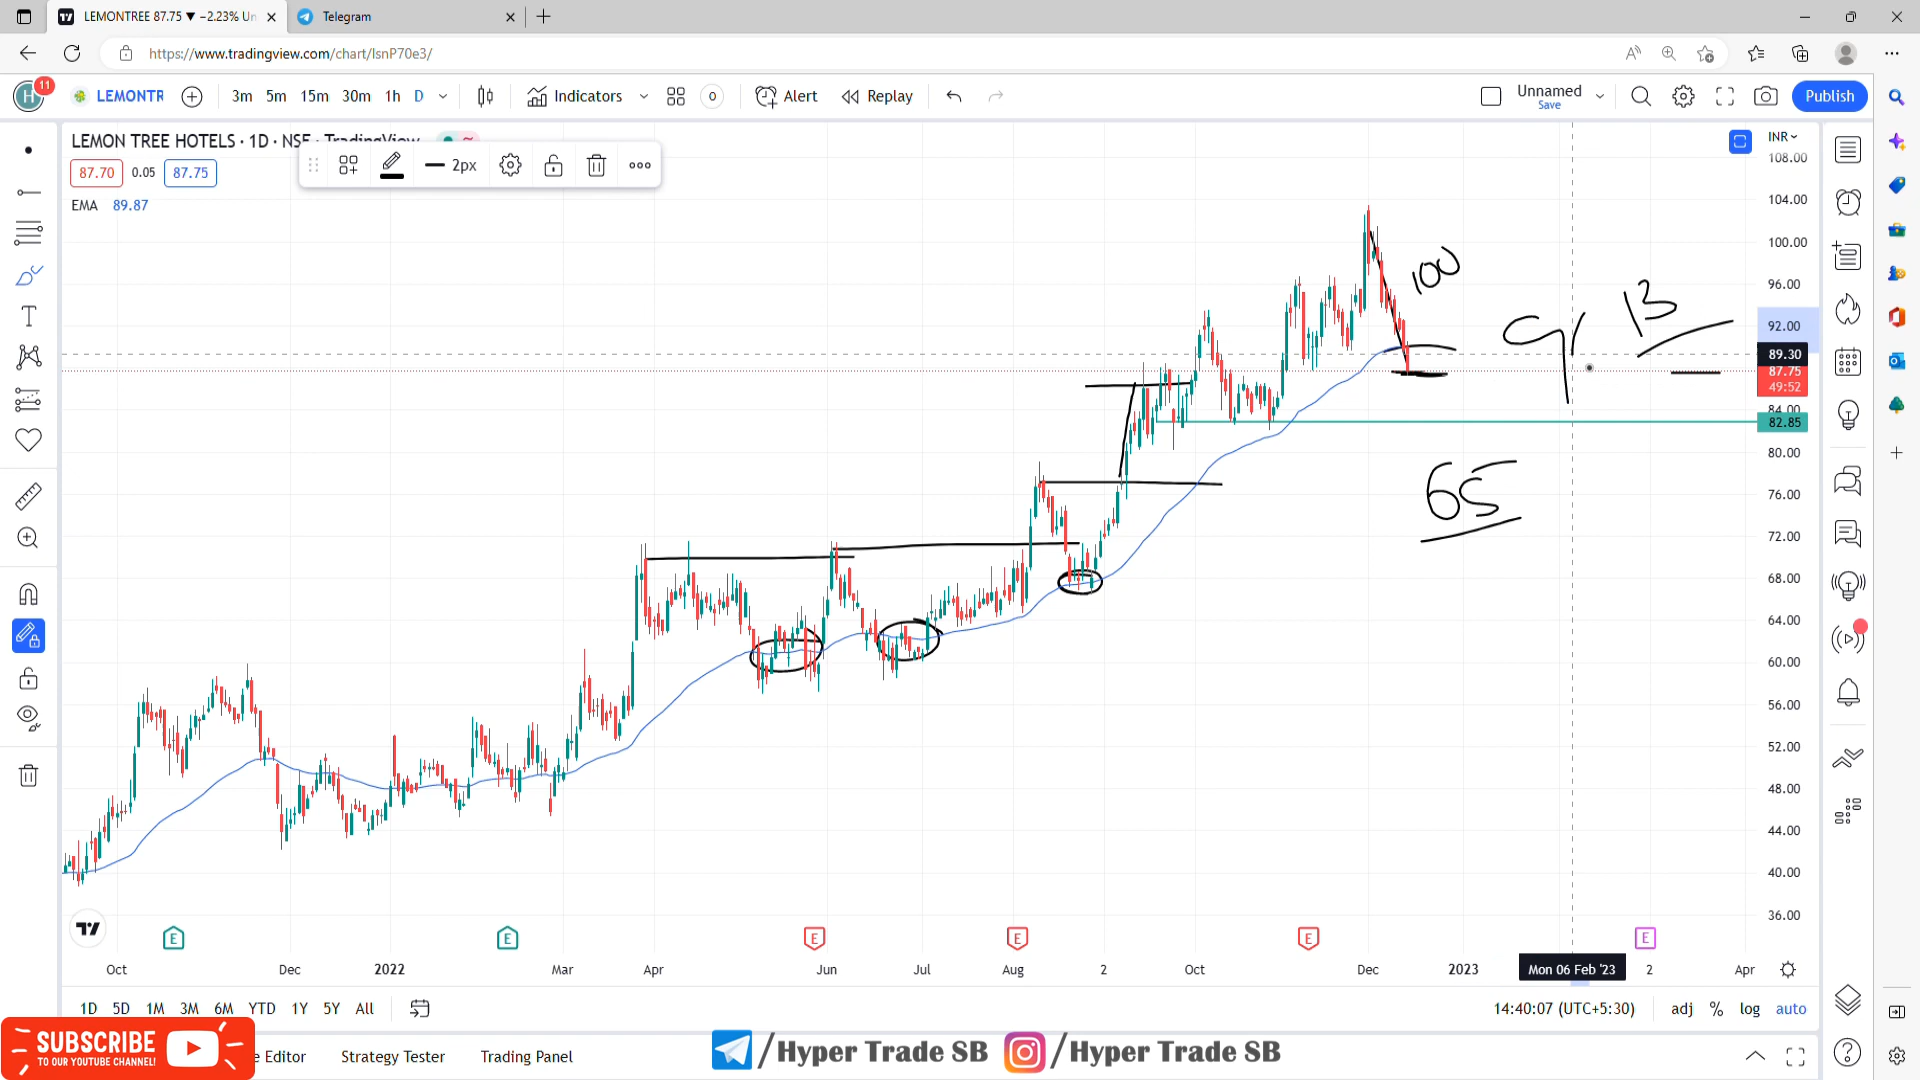 LEMONTREE 87.75 ▼ −2.23% Un
Telegram
https://www.tradingview.com/chart/IsnP70e3/
H 11 LEMONTR 3m 5m 15m 30m 1h D Indicators 0 Alert Replay Unnamed Save Publish
LEMON TREE HOTELS · 1D · NSE · TradingView
INR
87.70 0.05 87.75
2px
EMA 89.87
108.00
104.00
100.00
96.00
92.00
89.30
87.75
49:52
84.00
82.85
80.00
76.00
72.00
68.00
64.00
60.00
56.00
52.00
48.00
44.00
40.00
36.00
100
13
65
E E E E E E
Oct Dec 2022 Mar Apr Jun Jul Aug 2 Oct Dec 2023 Mon 06 Feb '23 2 Apr
1D 5D 1M 3M 6M YTD 1Y 5Y All 14:40:07 (UTC+5:30) adj % log auto
SUBSCRIBE
TO OUR YOUTUBE CHANNEL!
e Editor Strategy Tester Trading Panel
/Hyper Trade SB /Hyper Trade SB